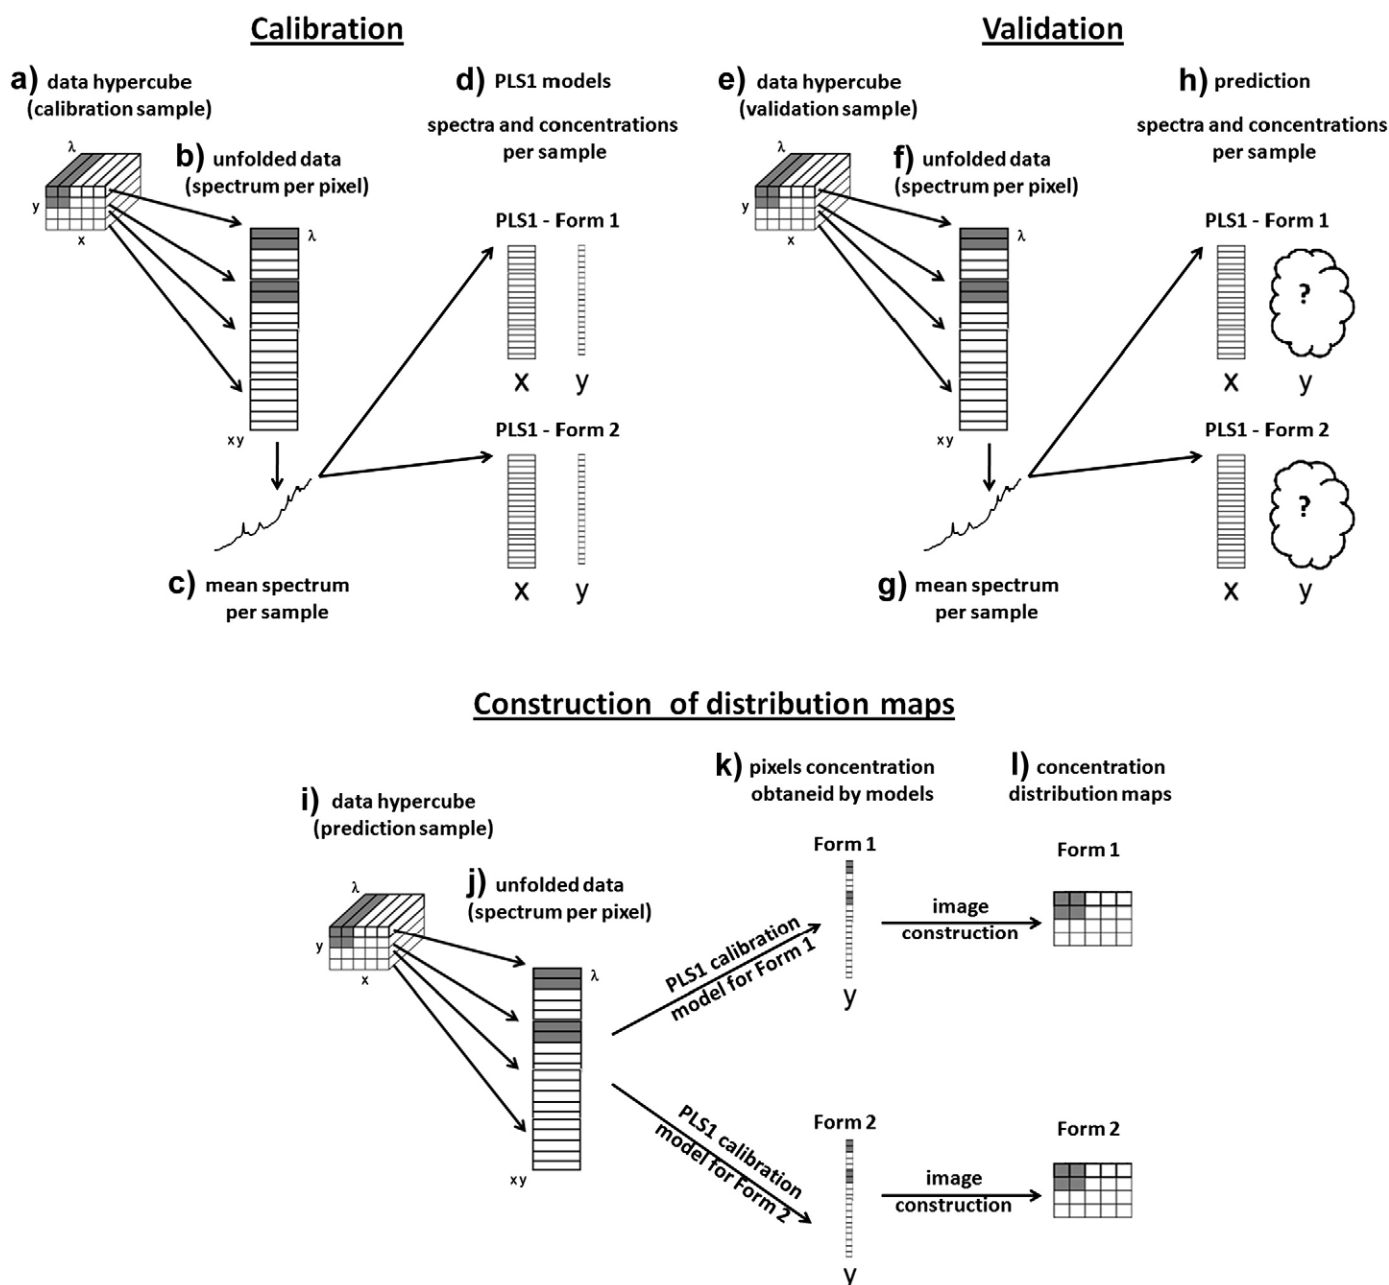 Calibration
a) data hypercube
(calibration sample)
λ
y
x
b) unfolded data
(spectrum per pixel)
λ
xy
c) mean spectrum
per sample
d) PLS1 models
spectra and concentrations
per sample
PLS1 - Form 1
X
y
PLS1 - Form 2
X
y
Validation
e) data hypercube
(validation sample)
λ
y
x
f) unfolded data
(spectrum per pixel)
λ
xy
g) mean spectrum
per sample
h) prediction
spectra and concentrations
per sample
PLS1 - Form 1
?
X
y
PLS1 - Form 2
?
X
y
Construction of distribution maps
i) data hypercube
(prediction sample)
λ
y
x
j) unfolded data
(spectrum per pixel)
λ
xy
PLS1 calibration
model for Form 1
PLS1 calibration
model for Form 2
k) pixels concentration
obtaneid by models
Form 1
y
image
construction
Form 2
y
image
construction
l) concentration
distribution maps
Form 1
Form 2